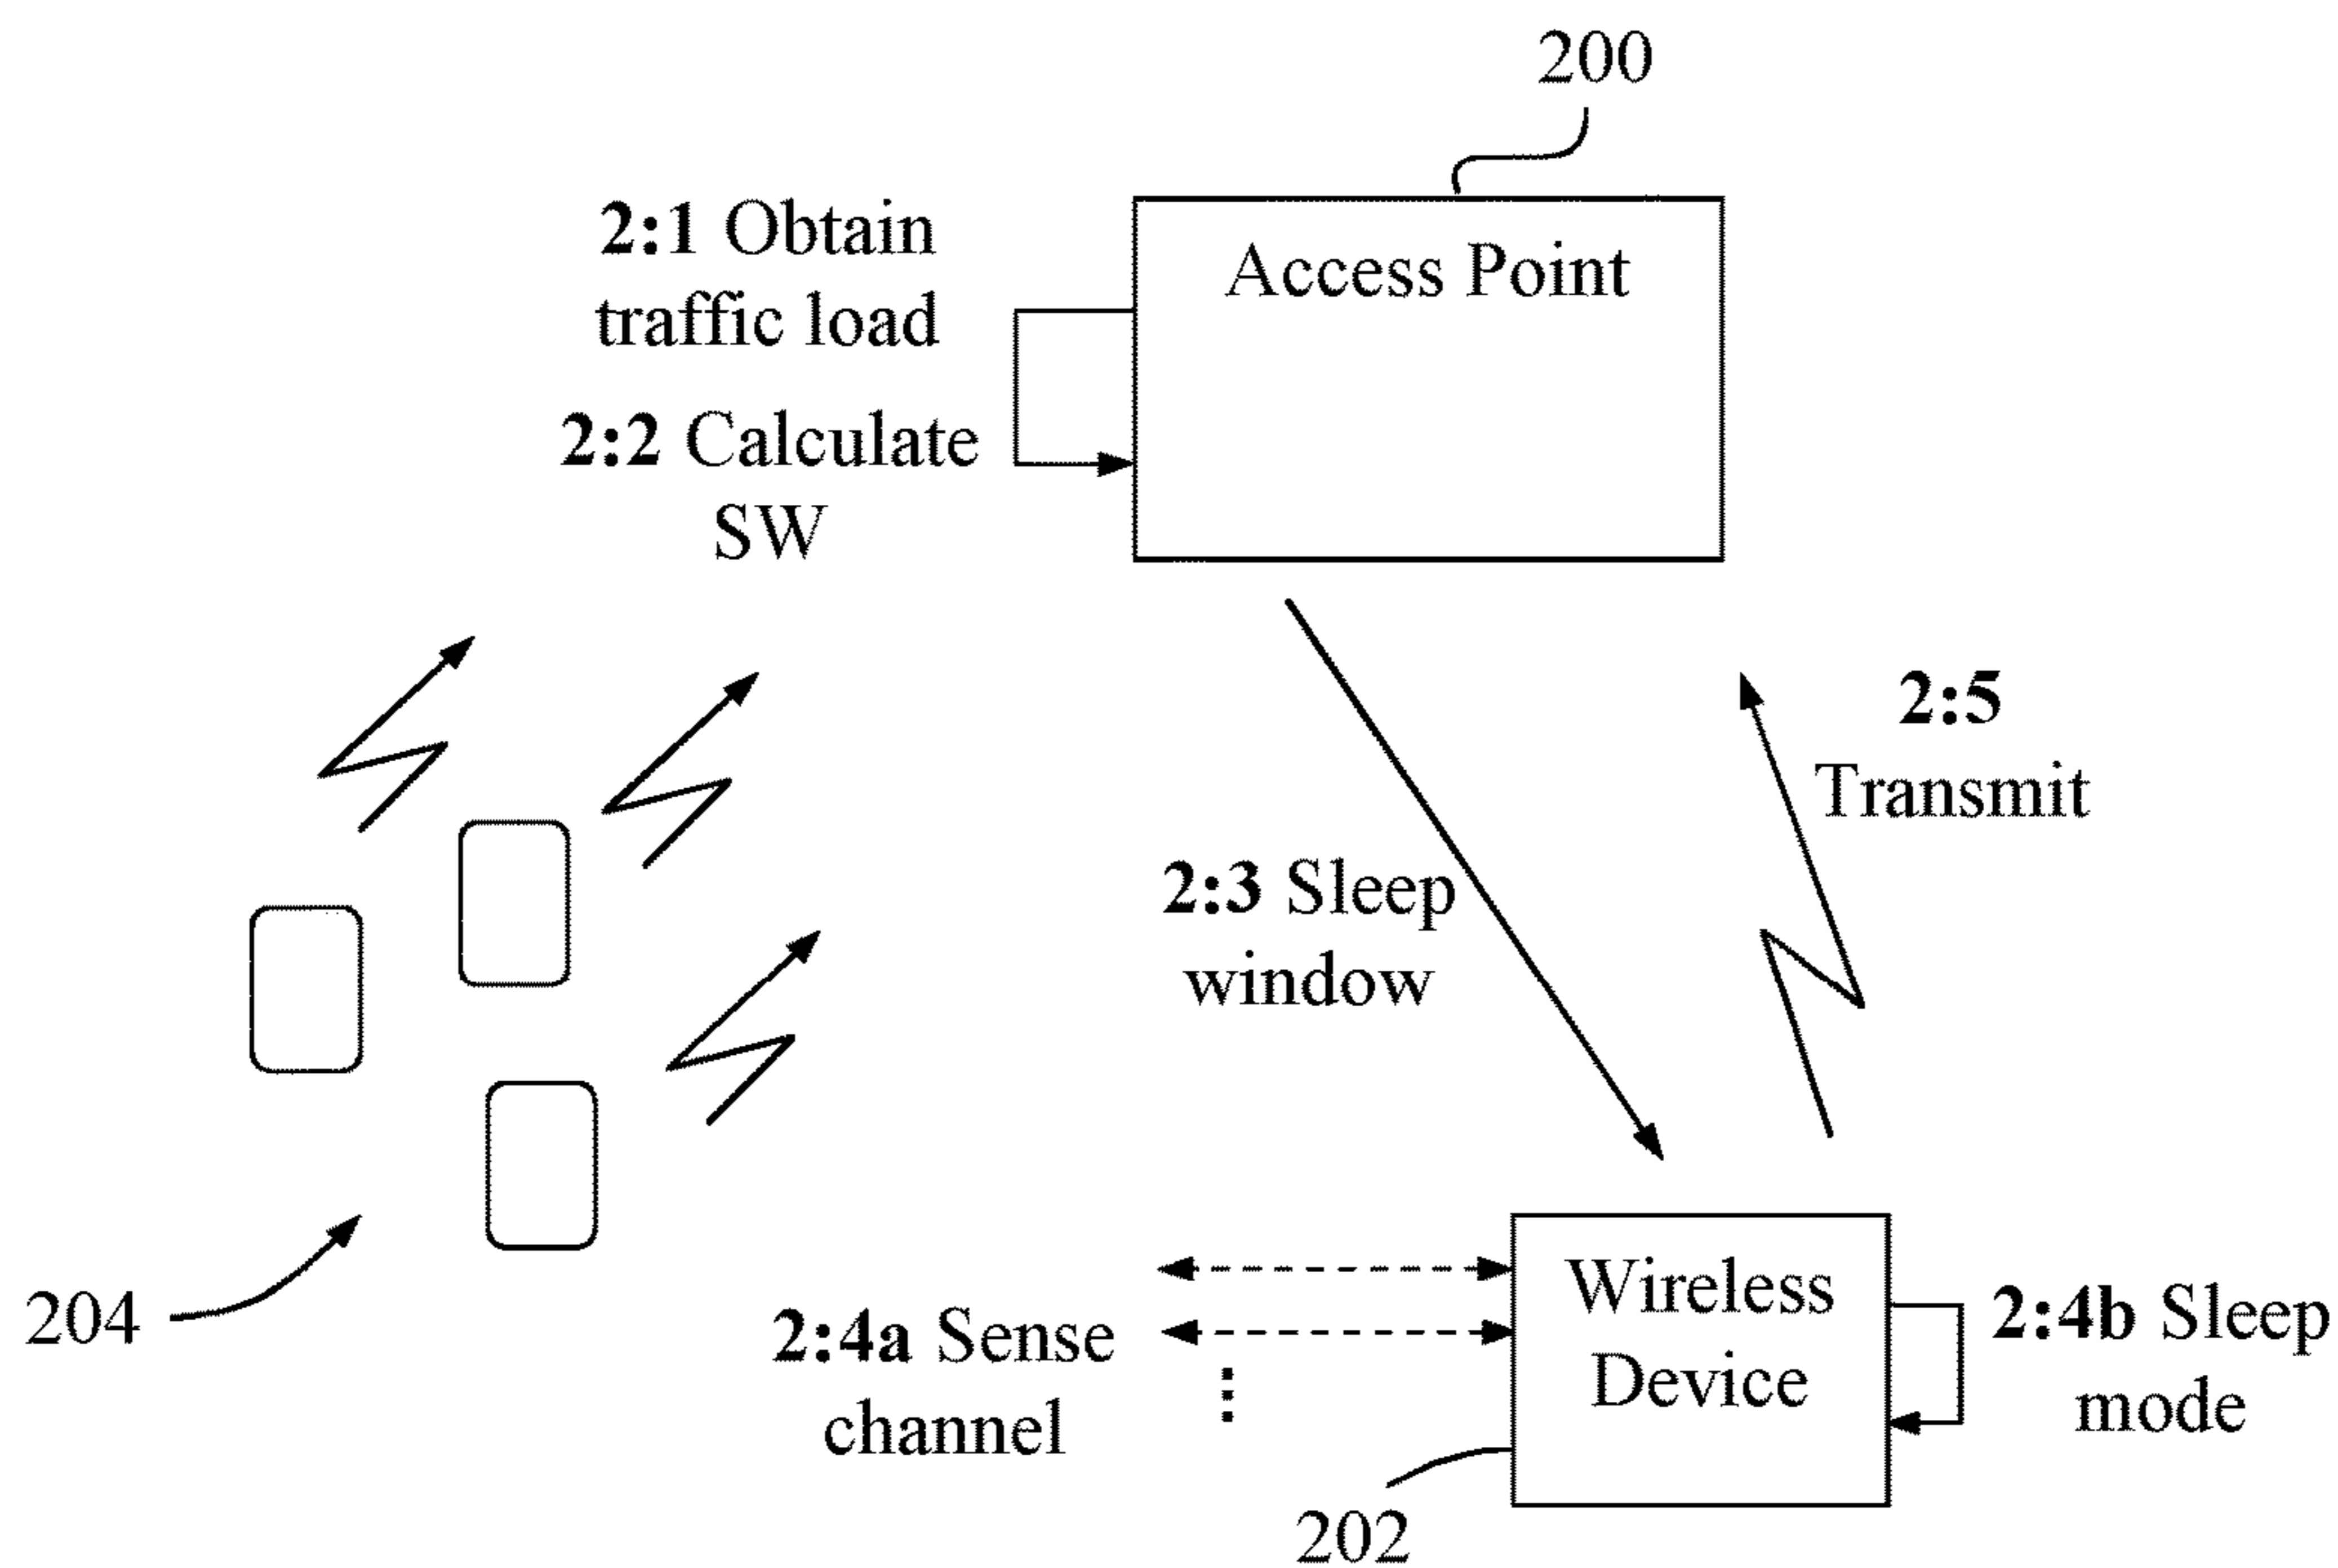 200
2:1 Obtain
traffic load
Access Point
2:2 Calculate
SW
2:5
Transmit
2:3 Sleep
window
204
2:4a Sense
channel
Wireless
Device
2:4b Sleep
mode
202